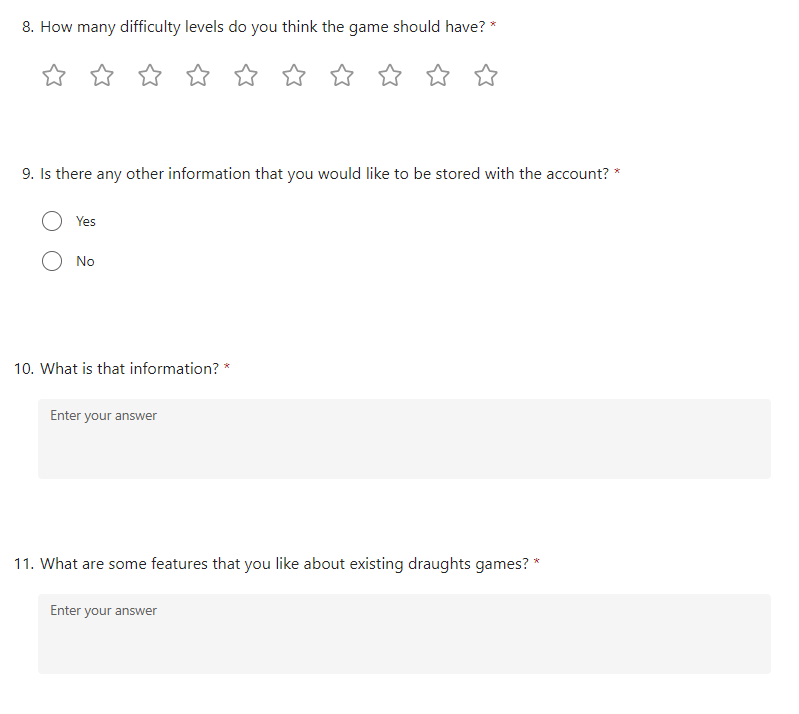 8. How many difficulty levels do you think the game should have? *
9. Is there any other information that you would like to be stored with the account? *
Yes
No
10. What is that information? *
Enter your answer
11. What are some features that you like about existing draughts games? *
Enter your answer